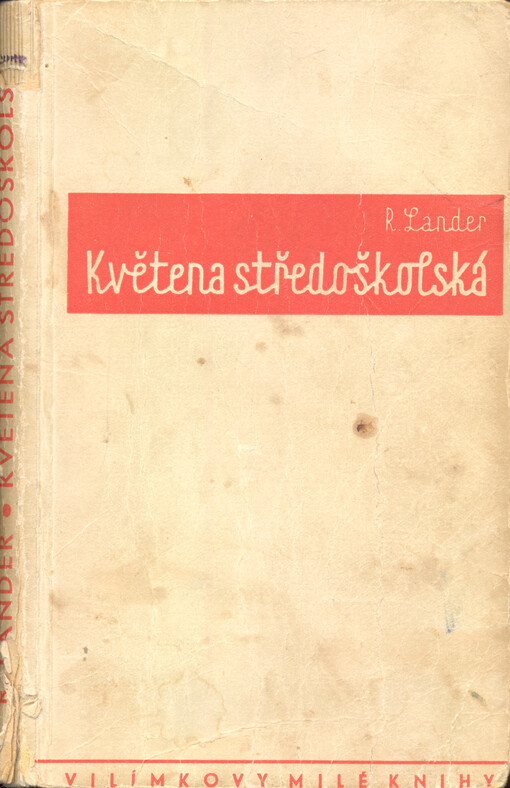 R. Lander
Květena středoškolská
VILÍMKOVY MILÉ KNIHY
LANDER • KVĚTENA STŘEDOŠKOLS